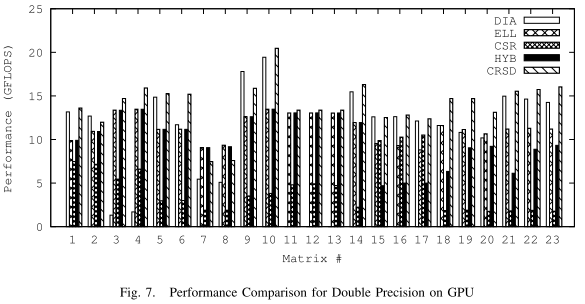 25
20
15
10
5
0
Performance (GFLOPS)
DIA
ELL
CSR
HYB
CRSD
1 2 3 4 5 6 7 8 9 10 11 12 13 14 15 16 17 18 19 20 21 22 23
Matrix #
Fig. 7. Performance Comparison for Double Precision on GPU